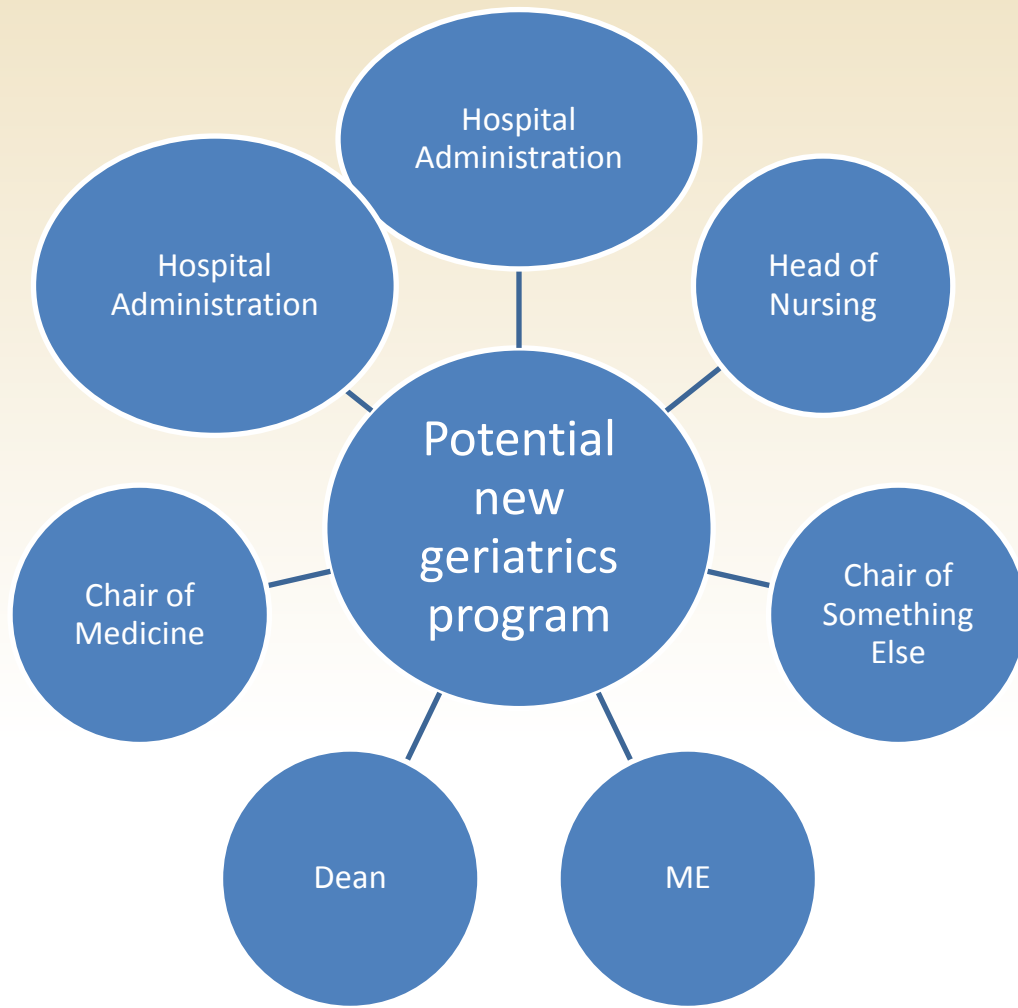 Hospital
Administration
Hospital
Administration
Head of
Nursing
Potential
new
geriatrics
program
Chair of
Medicine
Chair of
Something
Else
Dean
ME